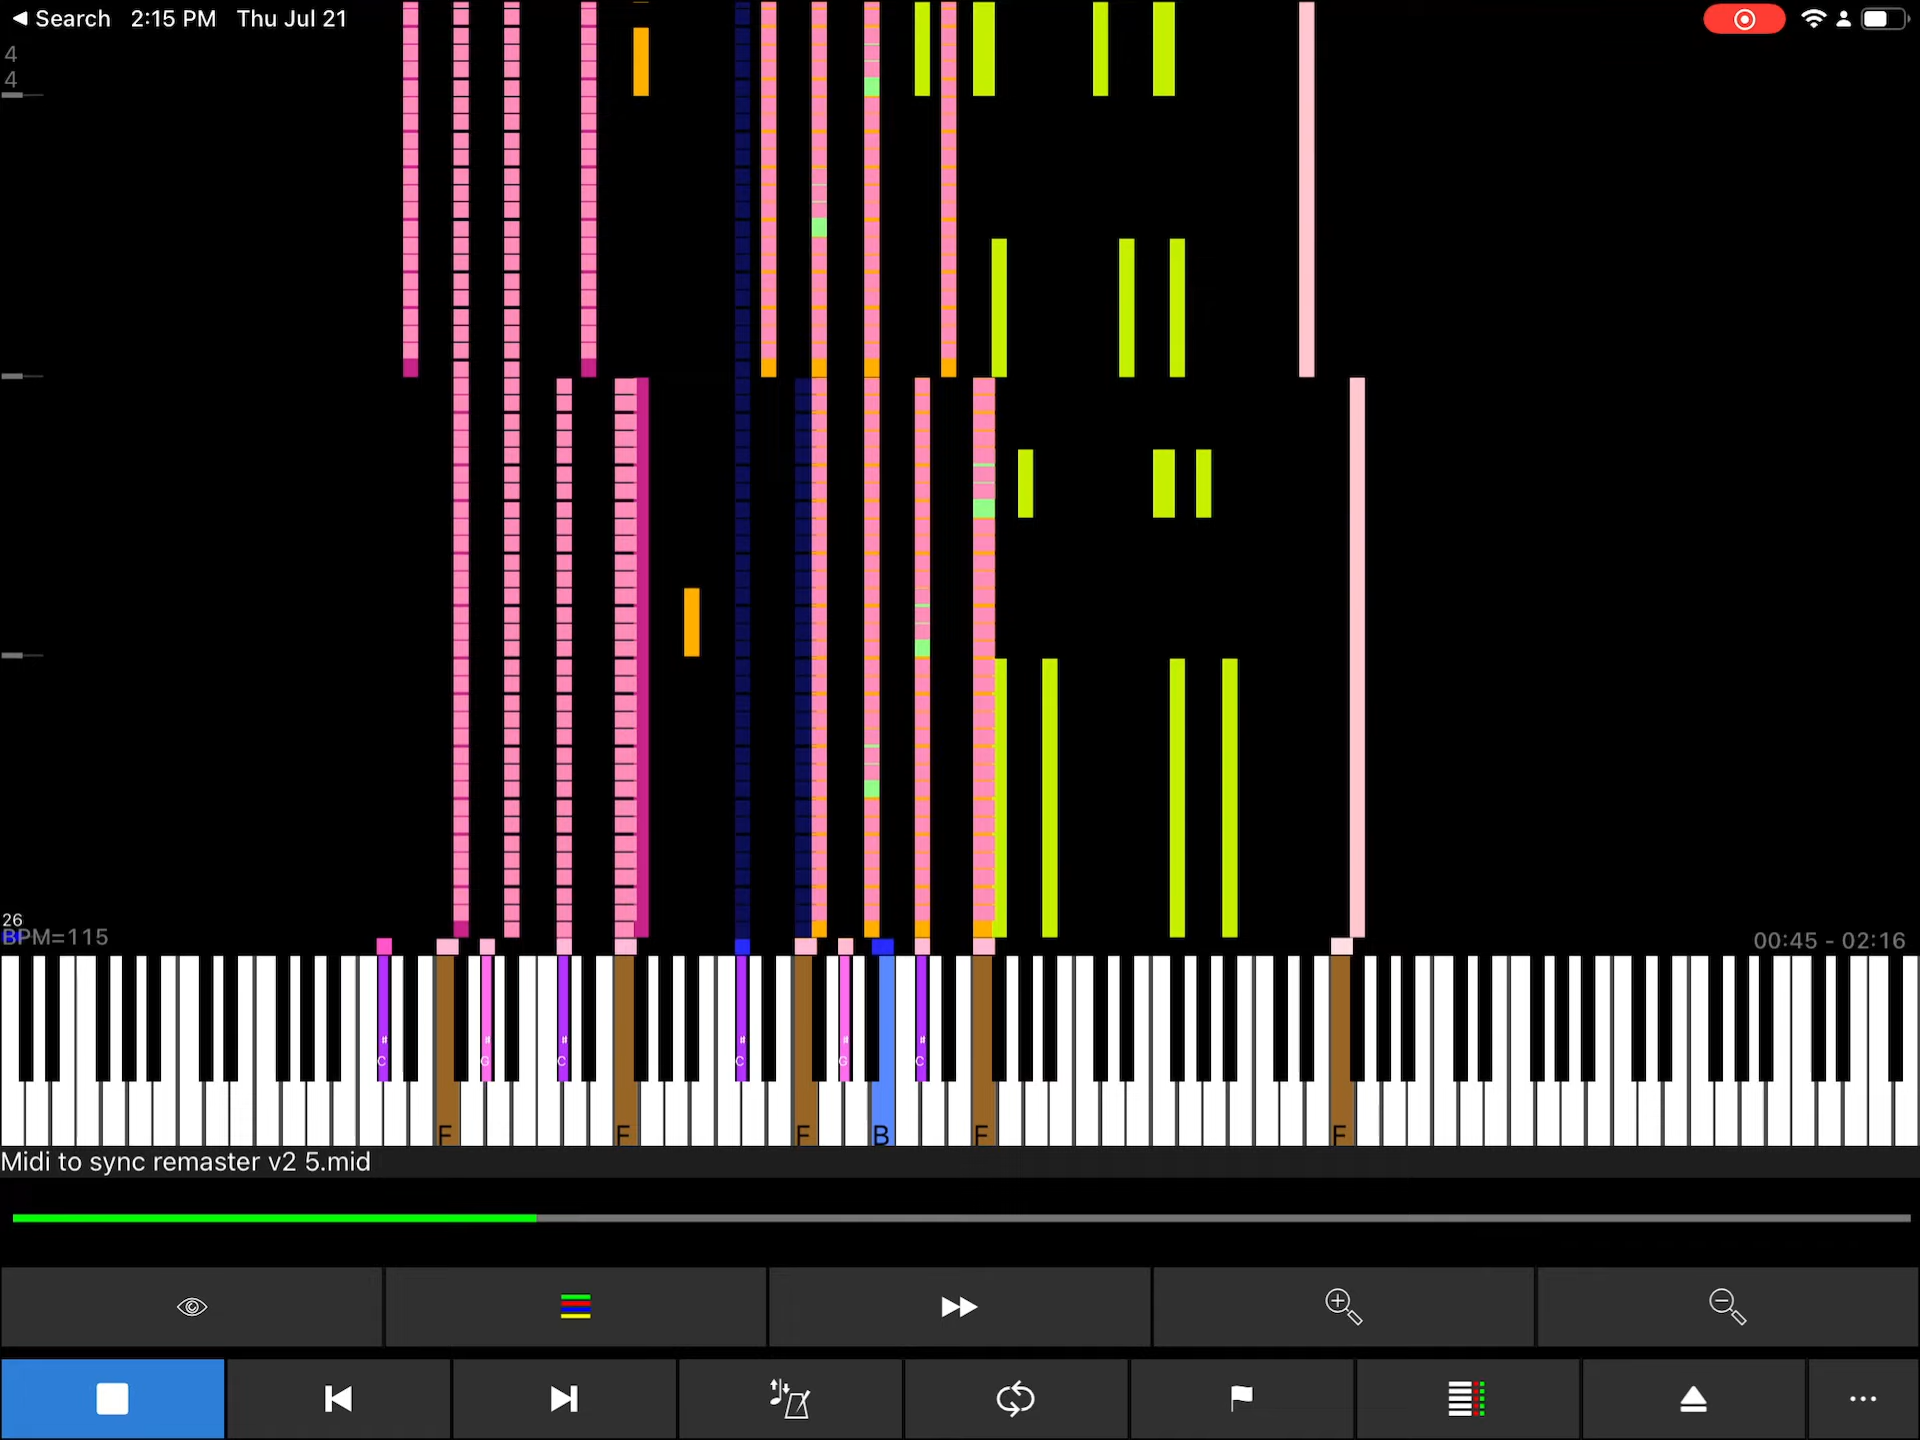 Search 2:15 PM Thu Jul 21
4
4
26
BPM=115
00:45 - 02:16
# # # # # #
C G C C G C
F F F B F F
Midi to sync remaster v2 5.mid